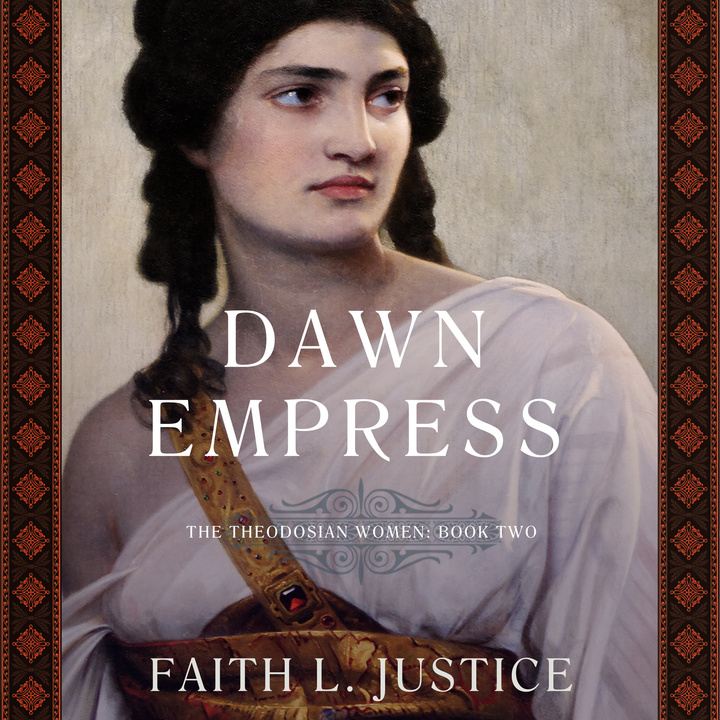 DAWN
EMPRESS
THE THEODOSIAN WOMEN: BOOK TWO
FAITH L. JUSTICE